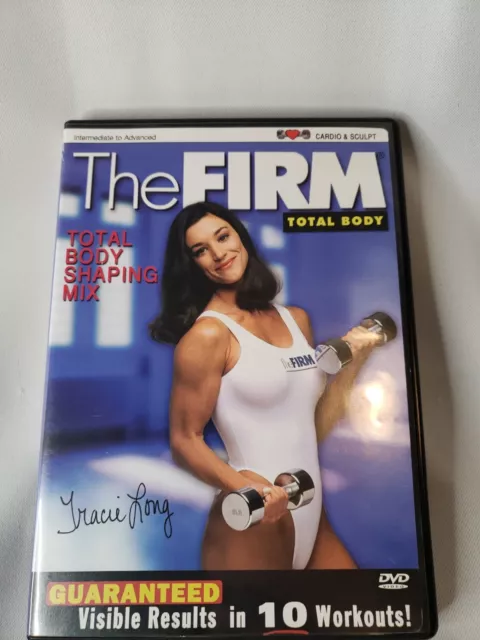 Intermediate to Advanced
CARDIO & SCULPT
The FIRM®
TOTAL BODY
TOTAL
BODY
SHAPING
MIX
The FIRM
Tracie Long
DVD
VIDEO
GUARANTEED
Visible Results in 10 Workouts!